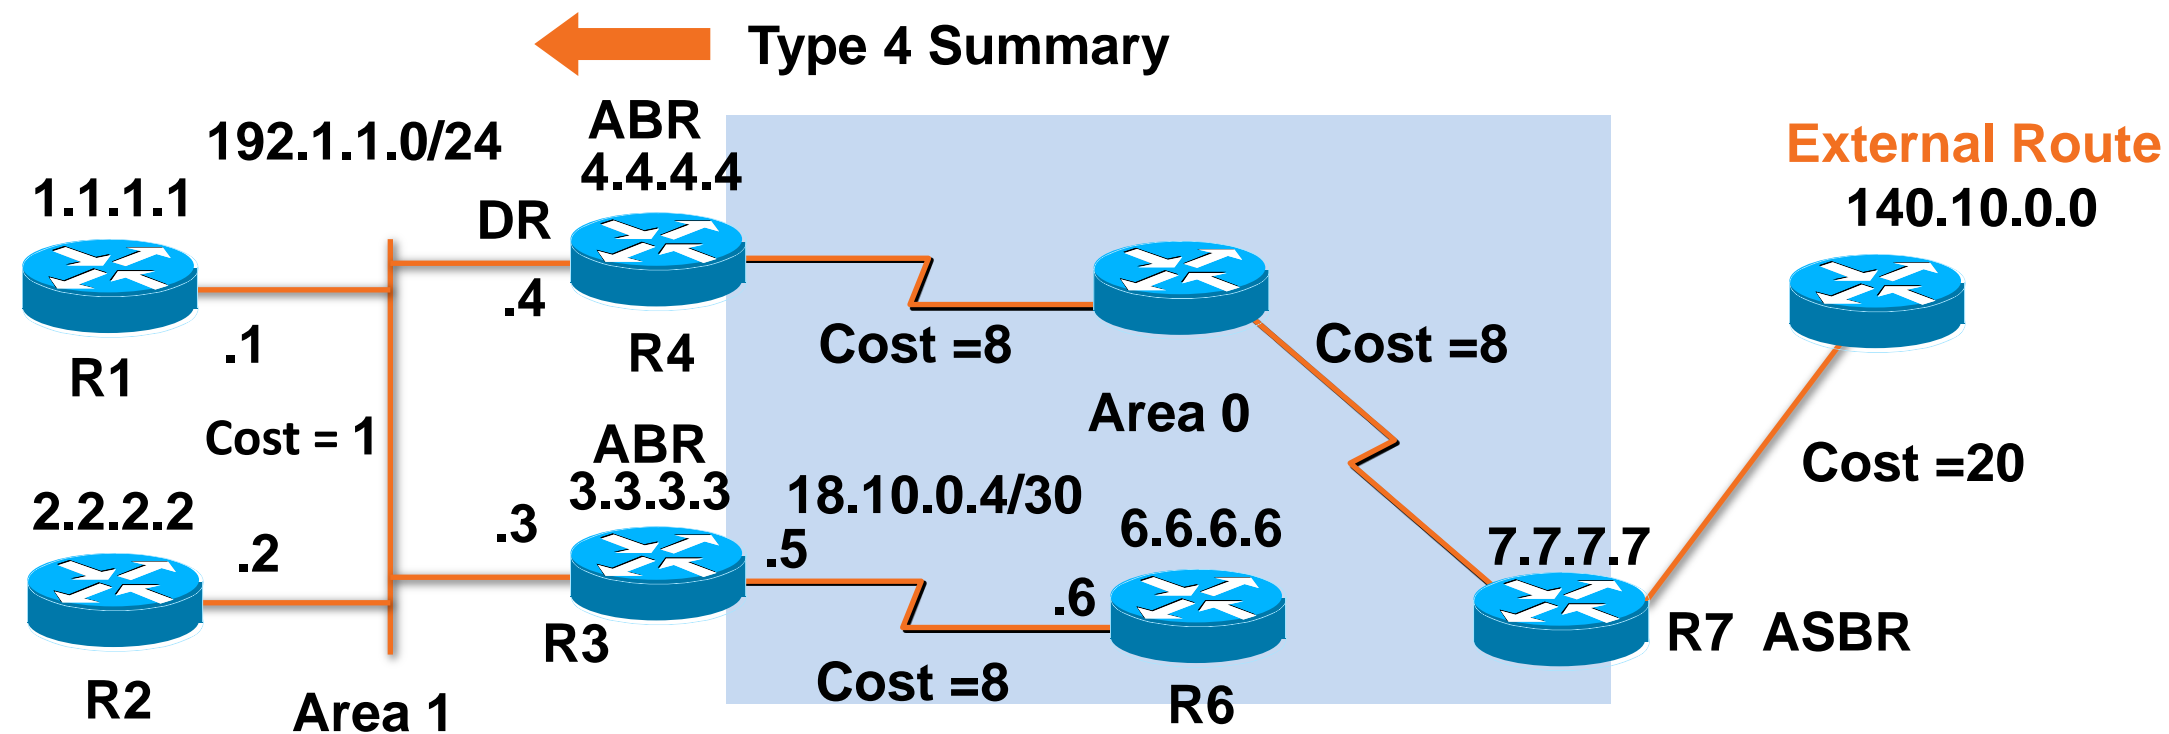 Type 4 Summary
ABR
192.1.1.0/24
External Route
4.4.4.4
1.1.1.1
140.10.0.0
DR
.4
Cost =8
Cost =8
.1
R4
R1
Area 0
Cost = 1
ABR
Cost =20
3.3.3.3
18.10.0.4/30
2.2.2.2
.3
6.6.6.6
.2
.5
7.7.7.7
.6
R3
R7 ASBR
Cost =8
R2
R6
Area 1